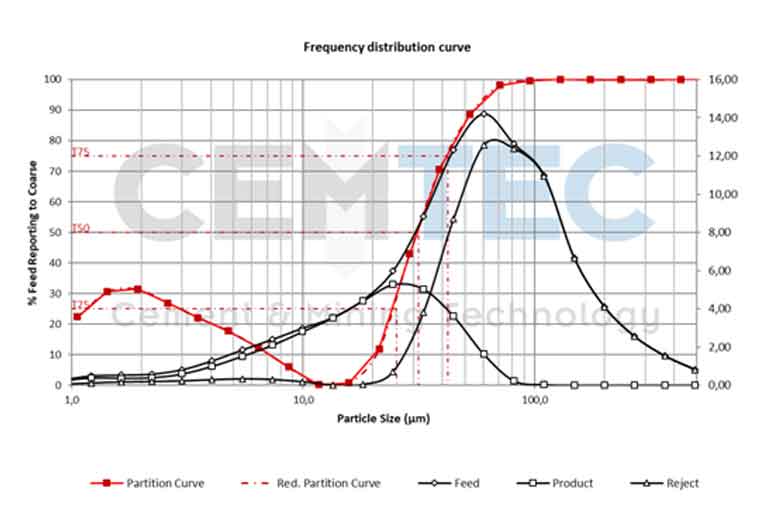 Frequency distribution curve
CEMTEC
Cement & Mining Technology
% Feed Reporting to Coarse
100
90
80
70
60
50
40
30
20
10
0
T75
T50
T25
16,00
14,00
12,00
10,00
8,00
6,00
4,00
2,00
0,00
1,0
10,0
100,0
Particle Size (µm)
Partition Curve
Red. Partition Curve
Feed
Product
Reject